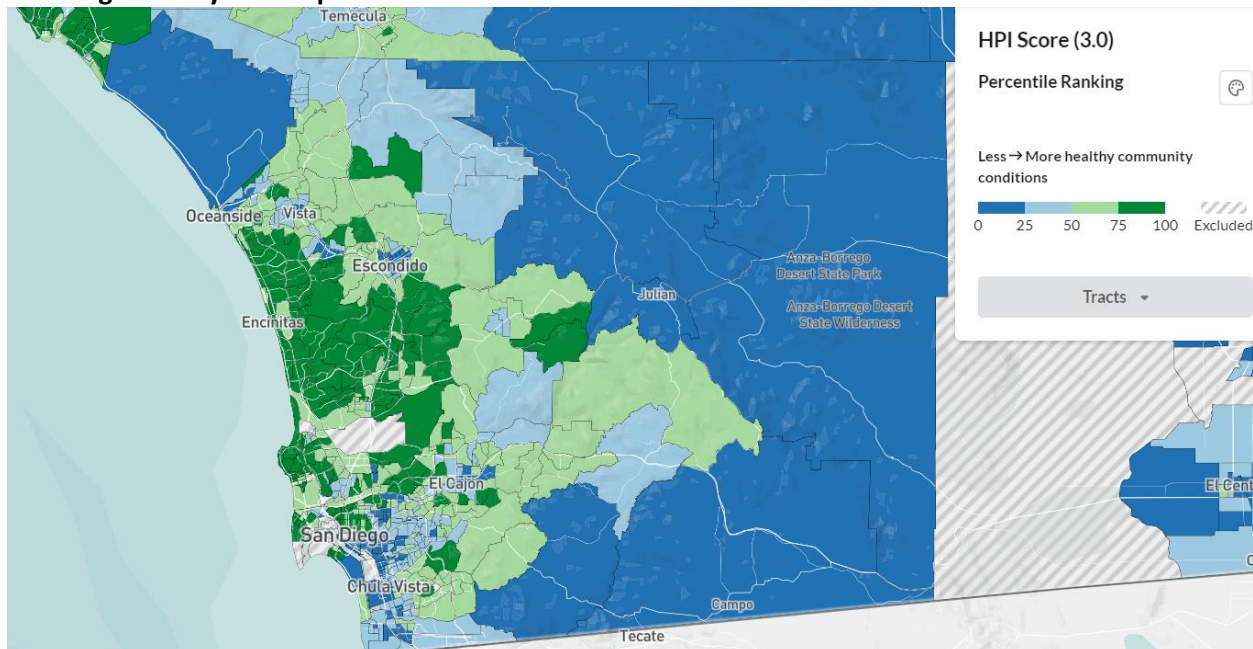 Temecula
HPI Score (3.0)
Percentile Ranking
Less → More healthy community
conditions
0 25 50 75 100 Excluded
Tracts
Oceanside
Vista
Escondido
Encinitas
Julian
Anza-Borrego
Desert State Park
Anza-Borrego Desert
State Wilderness
El Cajon
San Diego
Chula Vista
Campo
Tecate
El Cent